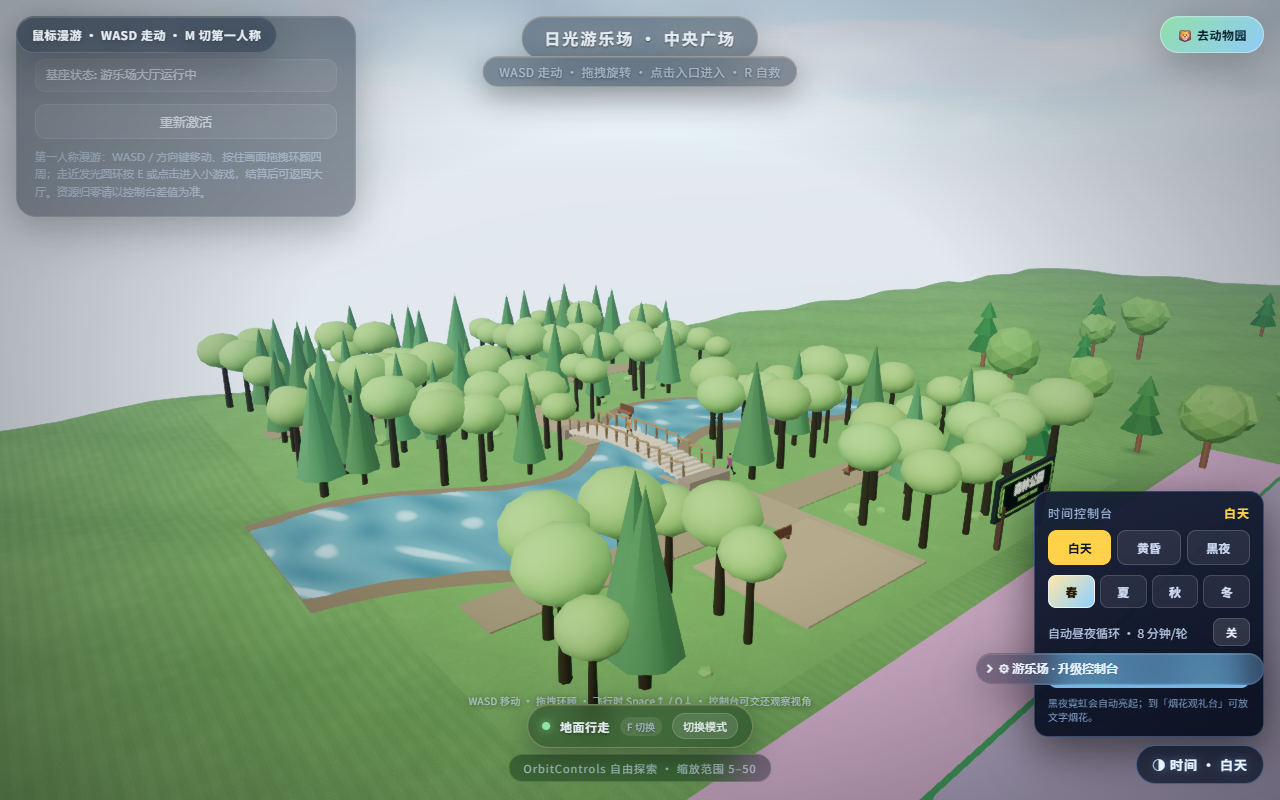 鼠标漫游 • WASD 走动 • M 切第一人称
基座状态: 游乐场大厅运行中
重新激活
第一人称漫游：WASD / 方向键移动、按住画面拖拽环顾四
周；走近发光圆环按 E 或点击进入小游戏，结算后可返回大
厅。资源归零请以控制台差值为准。
日光游乐场 • 中央广场
WASD 走动 • 拖拽旋转 • 点击入口进入 • R 自救
🦁 去动物园
森林公园
时间控制台
白天
白天
黄昏
黑夜
春
夏
秋
冬
自动昼夜循环 • 8 分钟/轮
关
⚙ 游乐场 · 升级控制台
黑夜霓虹会自动亮起；到「烟花观礼台」可放
文字烟花。
时间 • 白天
WASD 移动 • 拖拽环顾 • 飞行时 Space↑ / Q↓ • 控制台可交还观察视角
地面行走
F 切换
切换模式
OrbitControls 自由探索 • 缩放范围 5–50